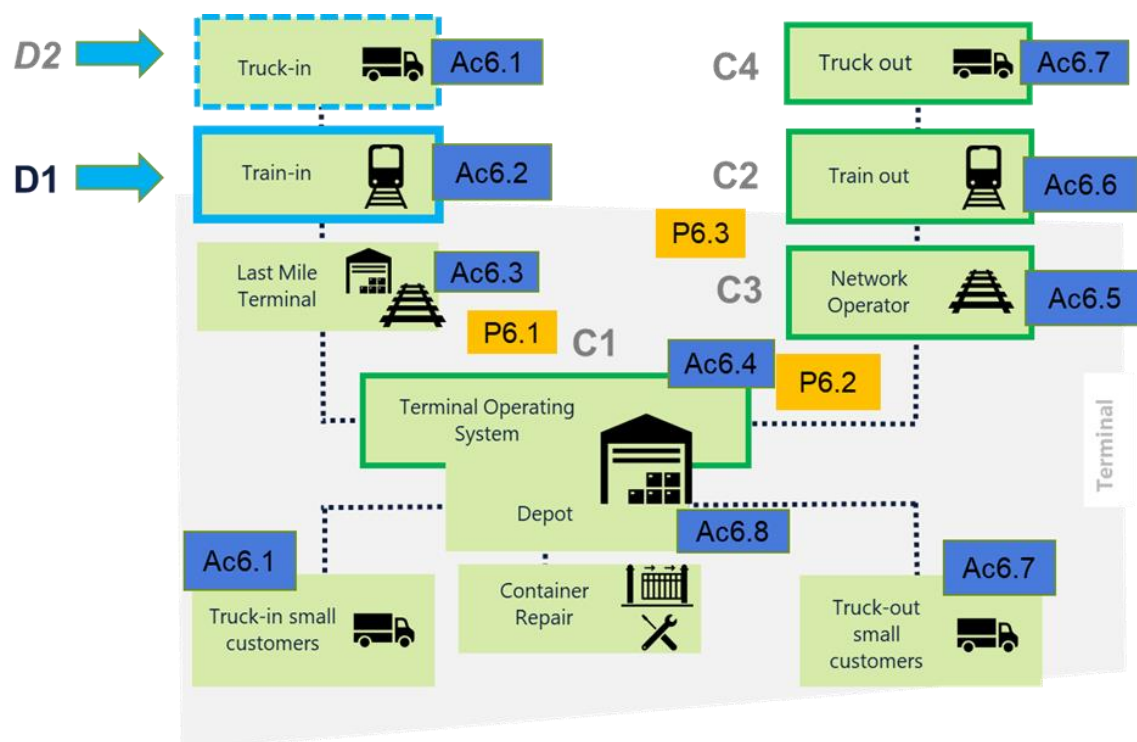 D2
Truck-in
Ac6.1
C4
Truck out
Ac6.7
D1
Train-in
Ac6.2
C2
Train out
Ac6.6
P6.3
Last Mile
Terminal
Ac6.3
C3
Network
Operator
Ac6.5
P6.1
C1
Ac6.4
P6.2
Terminal Operating
System
Terminal
Depot
Ac6.8
Ac6.1
Truck-in small
customers
Container
Repair
Ac6.7
Truck-out
small
customers